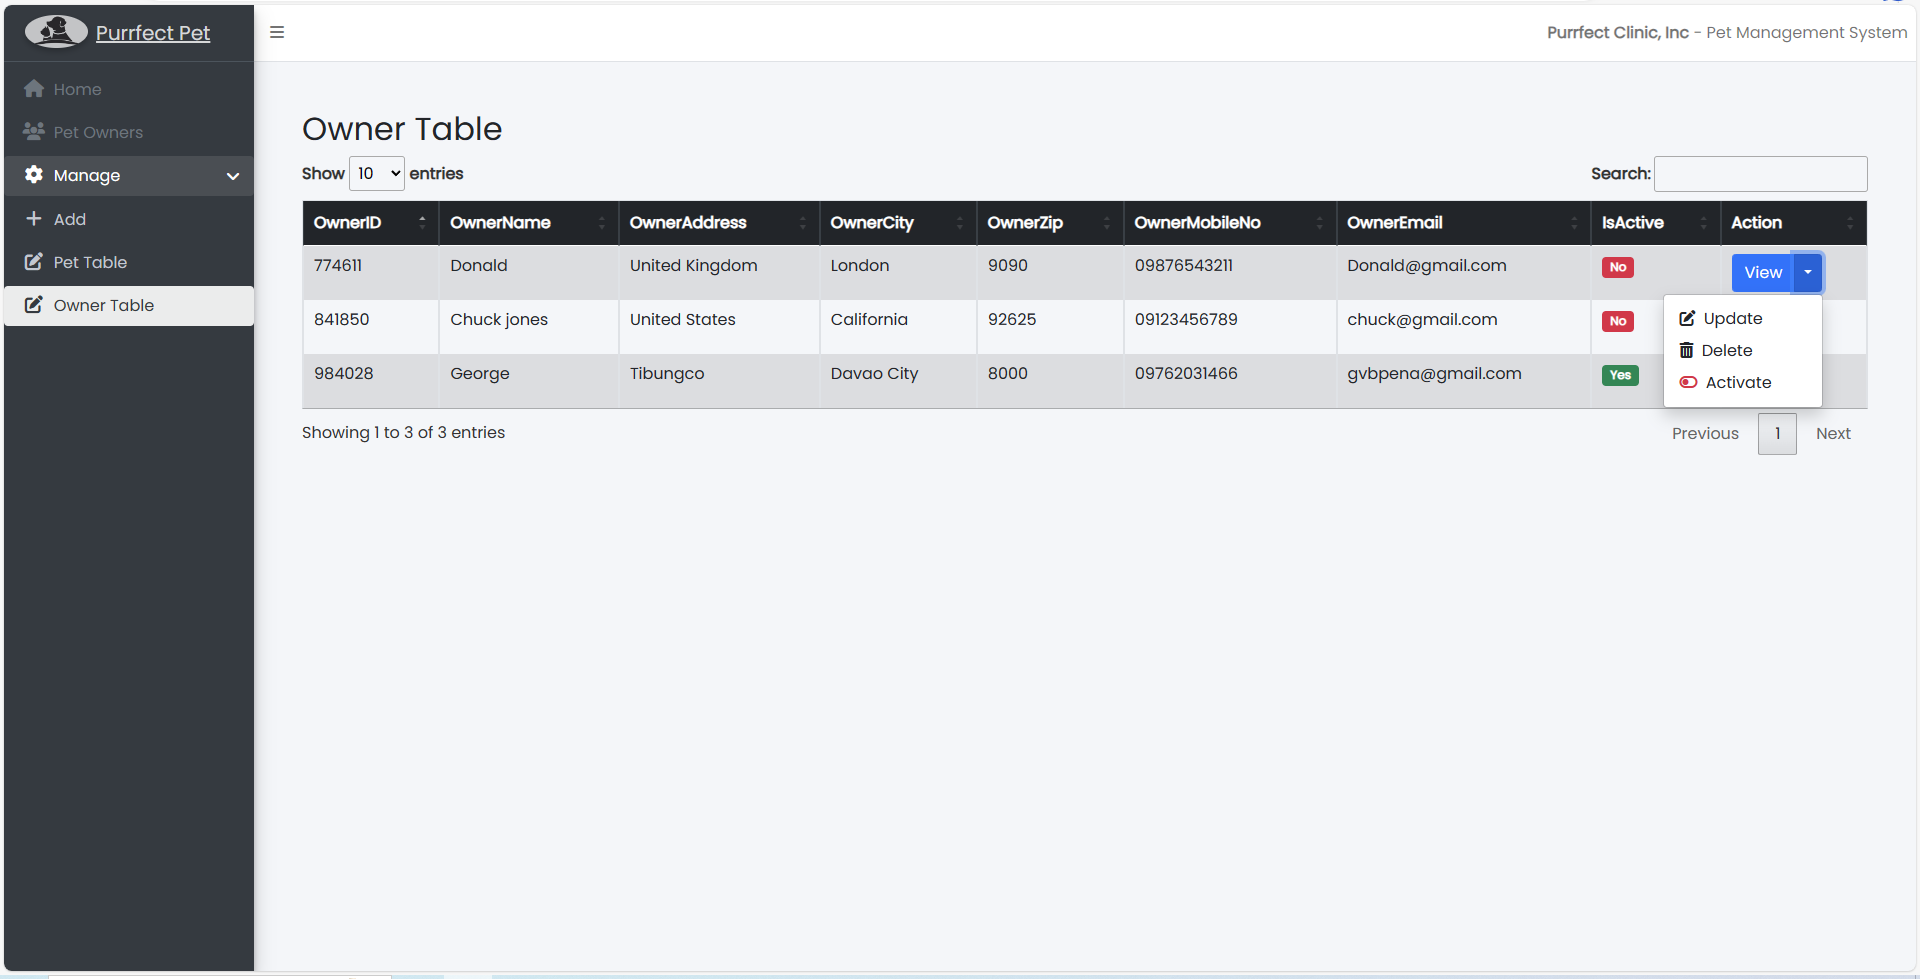 Purrfect Pet
Purrfect Clinic, Inc - Pet Management System
Home
Pet Owners
Manage
Add
Pet Table
Owner Table
Owner Table
Show 10 entries
Search:
OwnerID OwnerName OwnerAddress OwnerCity OwnerZip OwnerMobileNo OwnerEmail IsActive Action
774611 Donald United Kingdom London 9090 09876543211 Donald@gmail.com No View
841850 Chuck jones United States California 92625 09123456789 chuck@gmail.com No
984028 George Tibungco Davao City 8000 09762031466 gvbpena@gmail.com Yes
Update
Delete
Activate
Showing 1 to 3 of 3 entries
Previous 1 Next